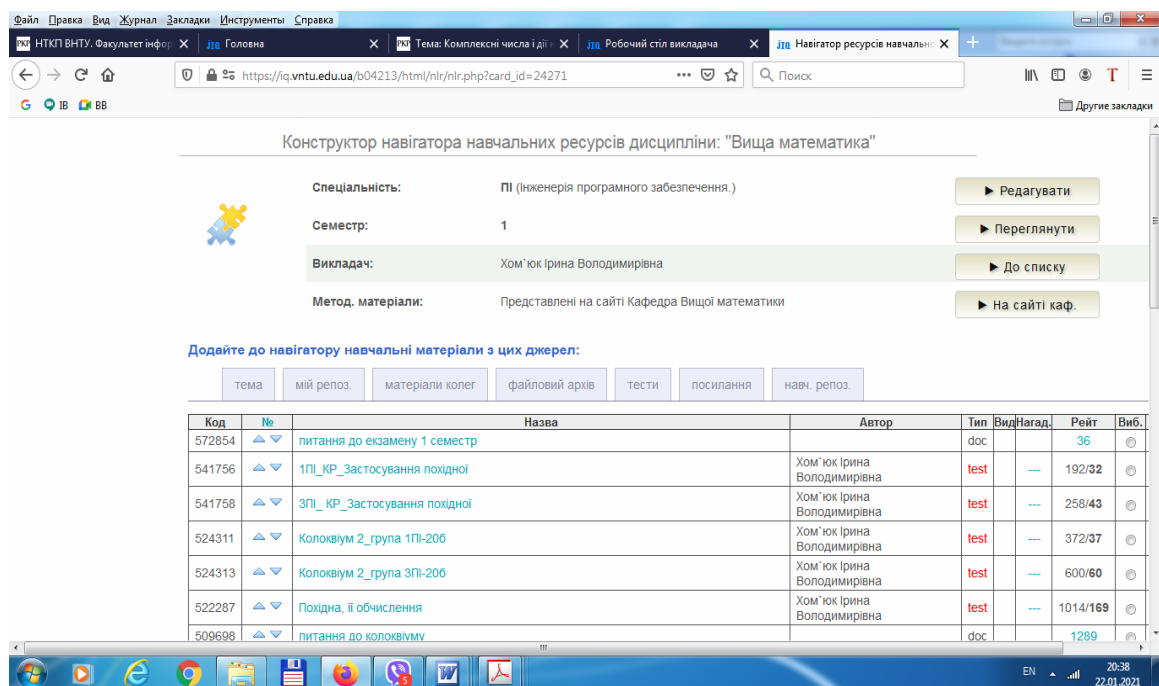 Файл Правка Вид Журнал Закладки Инструменты Справка
НТКП ВНТУ. Факультет інфор
Головна
Тема: Комплексні числа і дії н
Робочий стіл викладача
Навігатор ресурсів навчально
https://iq.vntu.edu.ua/b04213/html/nlr/nlr.php?card_id=24271
Поиск
G ІВ ВВ
Другие закладки
Конструктор навігатора навчальних ресурсів дисципліни: "Вища математика"
Спеціальність: ПІ (Інженерія програмного забезпечення.)
Редагувати
Семестр: 1
Переглянути
Викладач: Хом`юк Ірина Володимирівна
До списку
Метод. матеріали: Представлені на сайті Кафедра Вищої математики
На сайті каф.
Додайте до навігатору навчальні матеріали з цих джерел:
тема мій репоз. матеріали колег файловий архів тести посилання навч. репоз.
Код № Назва Автор Тип Вид Нагад. Рейт Виб.
572854 питання до екзамену 1 семестр doc 36
541756 1ПІ_КР_Застосування похідної Хом`юк Ірина Володимирівна test --- 192/32
541758 3ПІ_ КР_Застосування похідної Хом`юк Ірина Володимирівна test --- 258/43
524311 Колоквіум 2_група 1ПІ-20б Хом`юк Ірина Володимирівна test --- 372/37
524313 Колоквіум 2_група 3ПІ-20б Хом`юк Ірина Володимирівна test --- 600/60
522287 Похідна, її обчислення Хом`юк Ірина Володимирівна test --- 1014/169
509698 питання до колоквіуму doc 1289
EN 20:38
22.01.2021